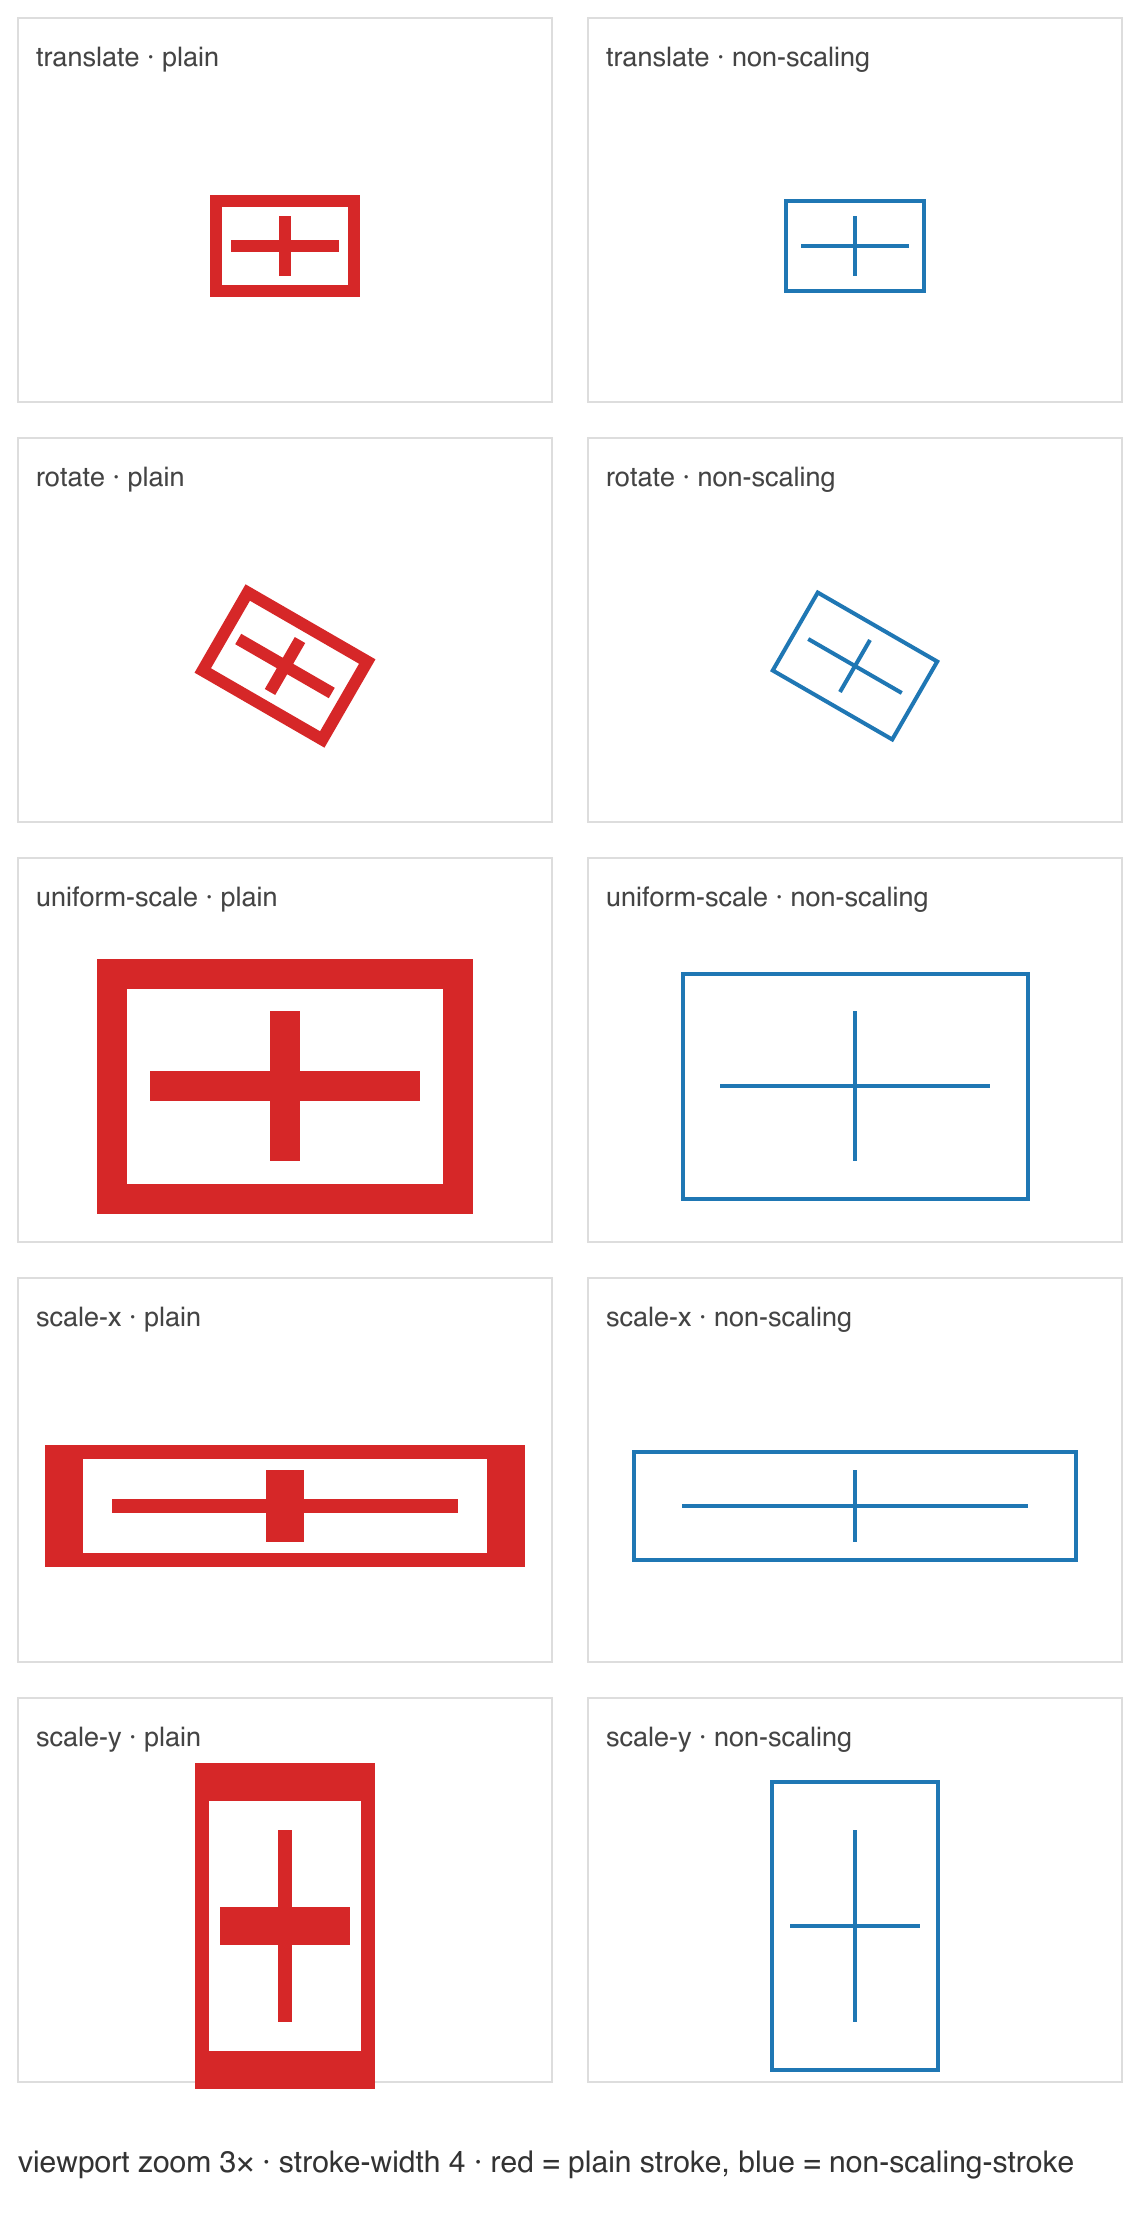 translate · plain
translate · non-scaling
rotate · plain
rotate · non-scaling
uniform-scale · plain
uniform-scale · non-scaling
scale-x · plain
scale-x · non-scaling
scale-y · plain
scale-y · non-scaling
viewport zoom 3× · stroke-width 4 · red = plain stroke, blue = non-scaling-stroke